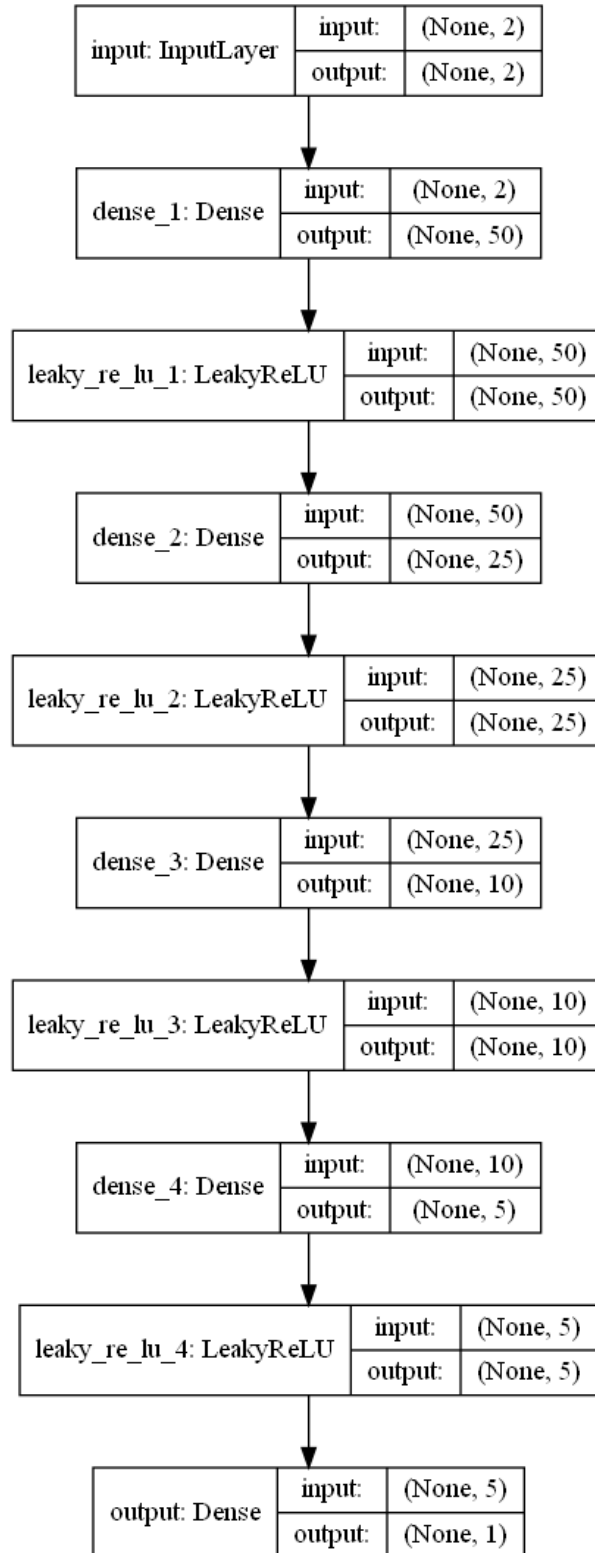 input: InputLayer
input: (None, 2)
output: (None, 2)
dense_1: Dense
input: (None, 2)
output: (None, 50)
leaky_re_lu_1: LeakyReLU
input: (None, 50)
output: (None, 50)
dense_2: Dense
input: (None, 50)
output: (None, 25)
leaky_re_lu_2: LeakyReLU
input: (None, 25)
output: (None, 25)
dense_3: Dense
input: (None, 25)
output: (None, 10)
leaky_re_lu_3: LeakyReLU
input: (None, 10)
output: (None, 10)
dense_4: Dense
input: (None, 10)
output: (None, 5)
leaky_re_lu_4: LeakyReLU
input: (None, 5)
output: (None, 5)
output: Dense
input: (None, 5)
output: (None, 1)